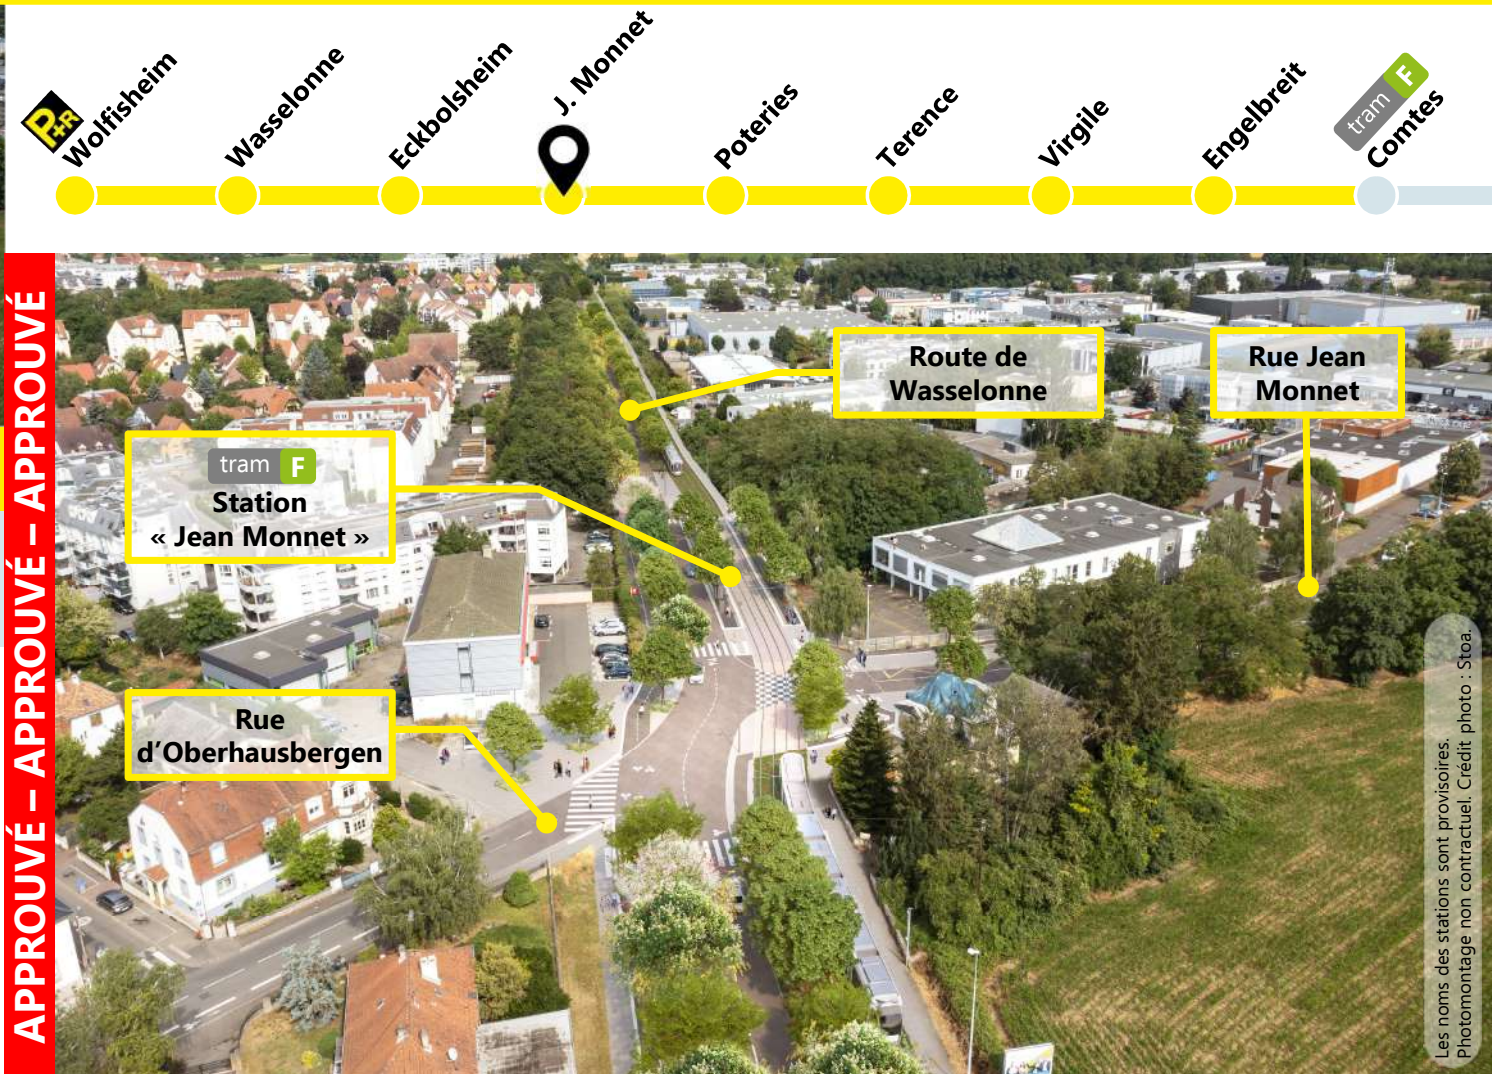 P+R
Wolfisheim
Wasselonne
Eckbolsheim
J. Monnet
Poteries
Terence
Virgile
Engelbreit
tram F
Comtes
APPROUVÉ – APPROUVÉ – APPROUVÉ
Route de
Wasselonne
Rue Jean
Monnet
tram F
Station
« Jean Monnet »
Rue
d’Oberhausbergen
Les noms des stations sont provisoires.
Photomontage non contractuel. Crédit photo : Stoa.